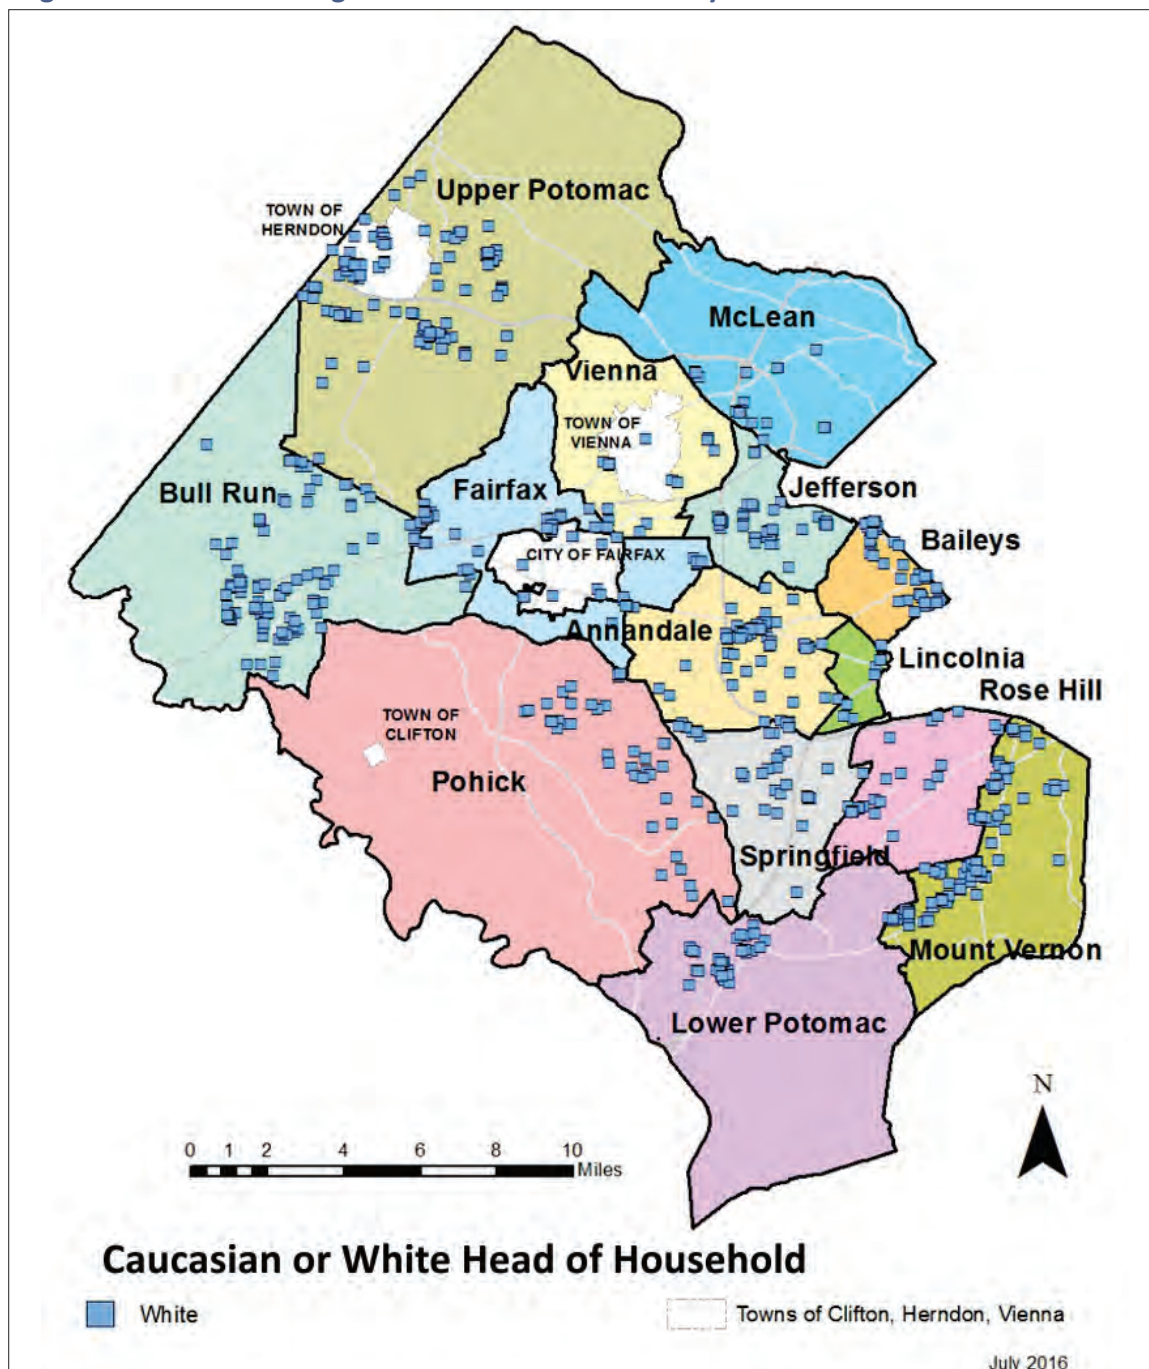 Upper Potomac
TOWN OF
HERNDON
McLean
Vienna
TOWN OF
VIENNA
Bull Run
Fairfax
Jefferson
Baileys
CITY OF FAIRFAX
Annandale
Lincolnia
Rose Hill
TOWN OF
CLIFTON
Pohick
Springfield
Mount Vernon
Lower Potomac
N
0 1 2 4 6 8 10
Miles
Caucasian or White Head of Household
White
Towns of Clifton, Herndon, Vienna
July 2016